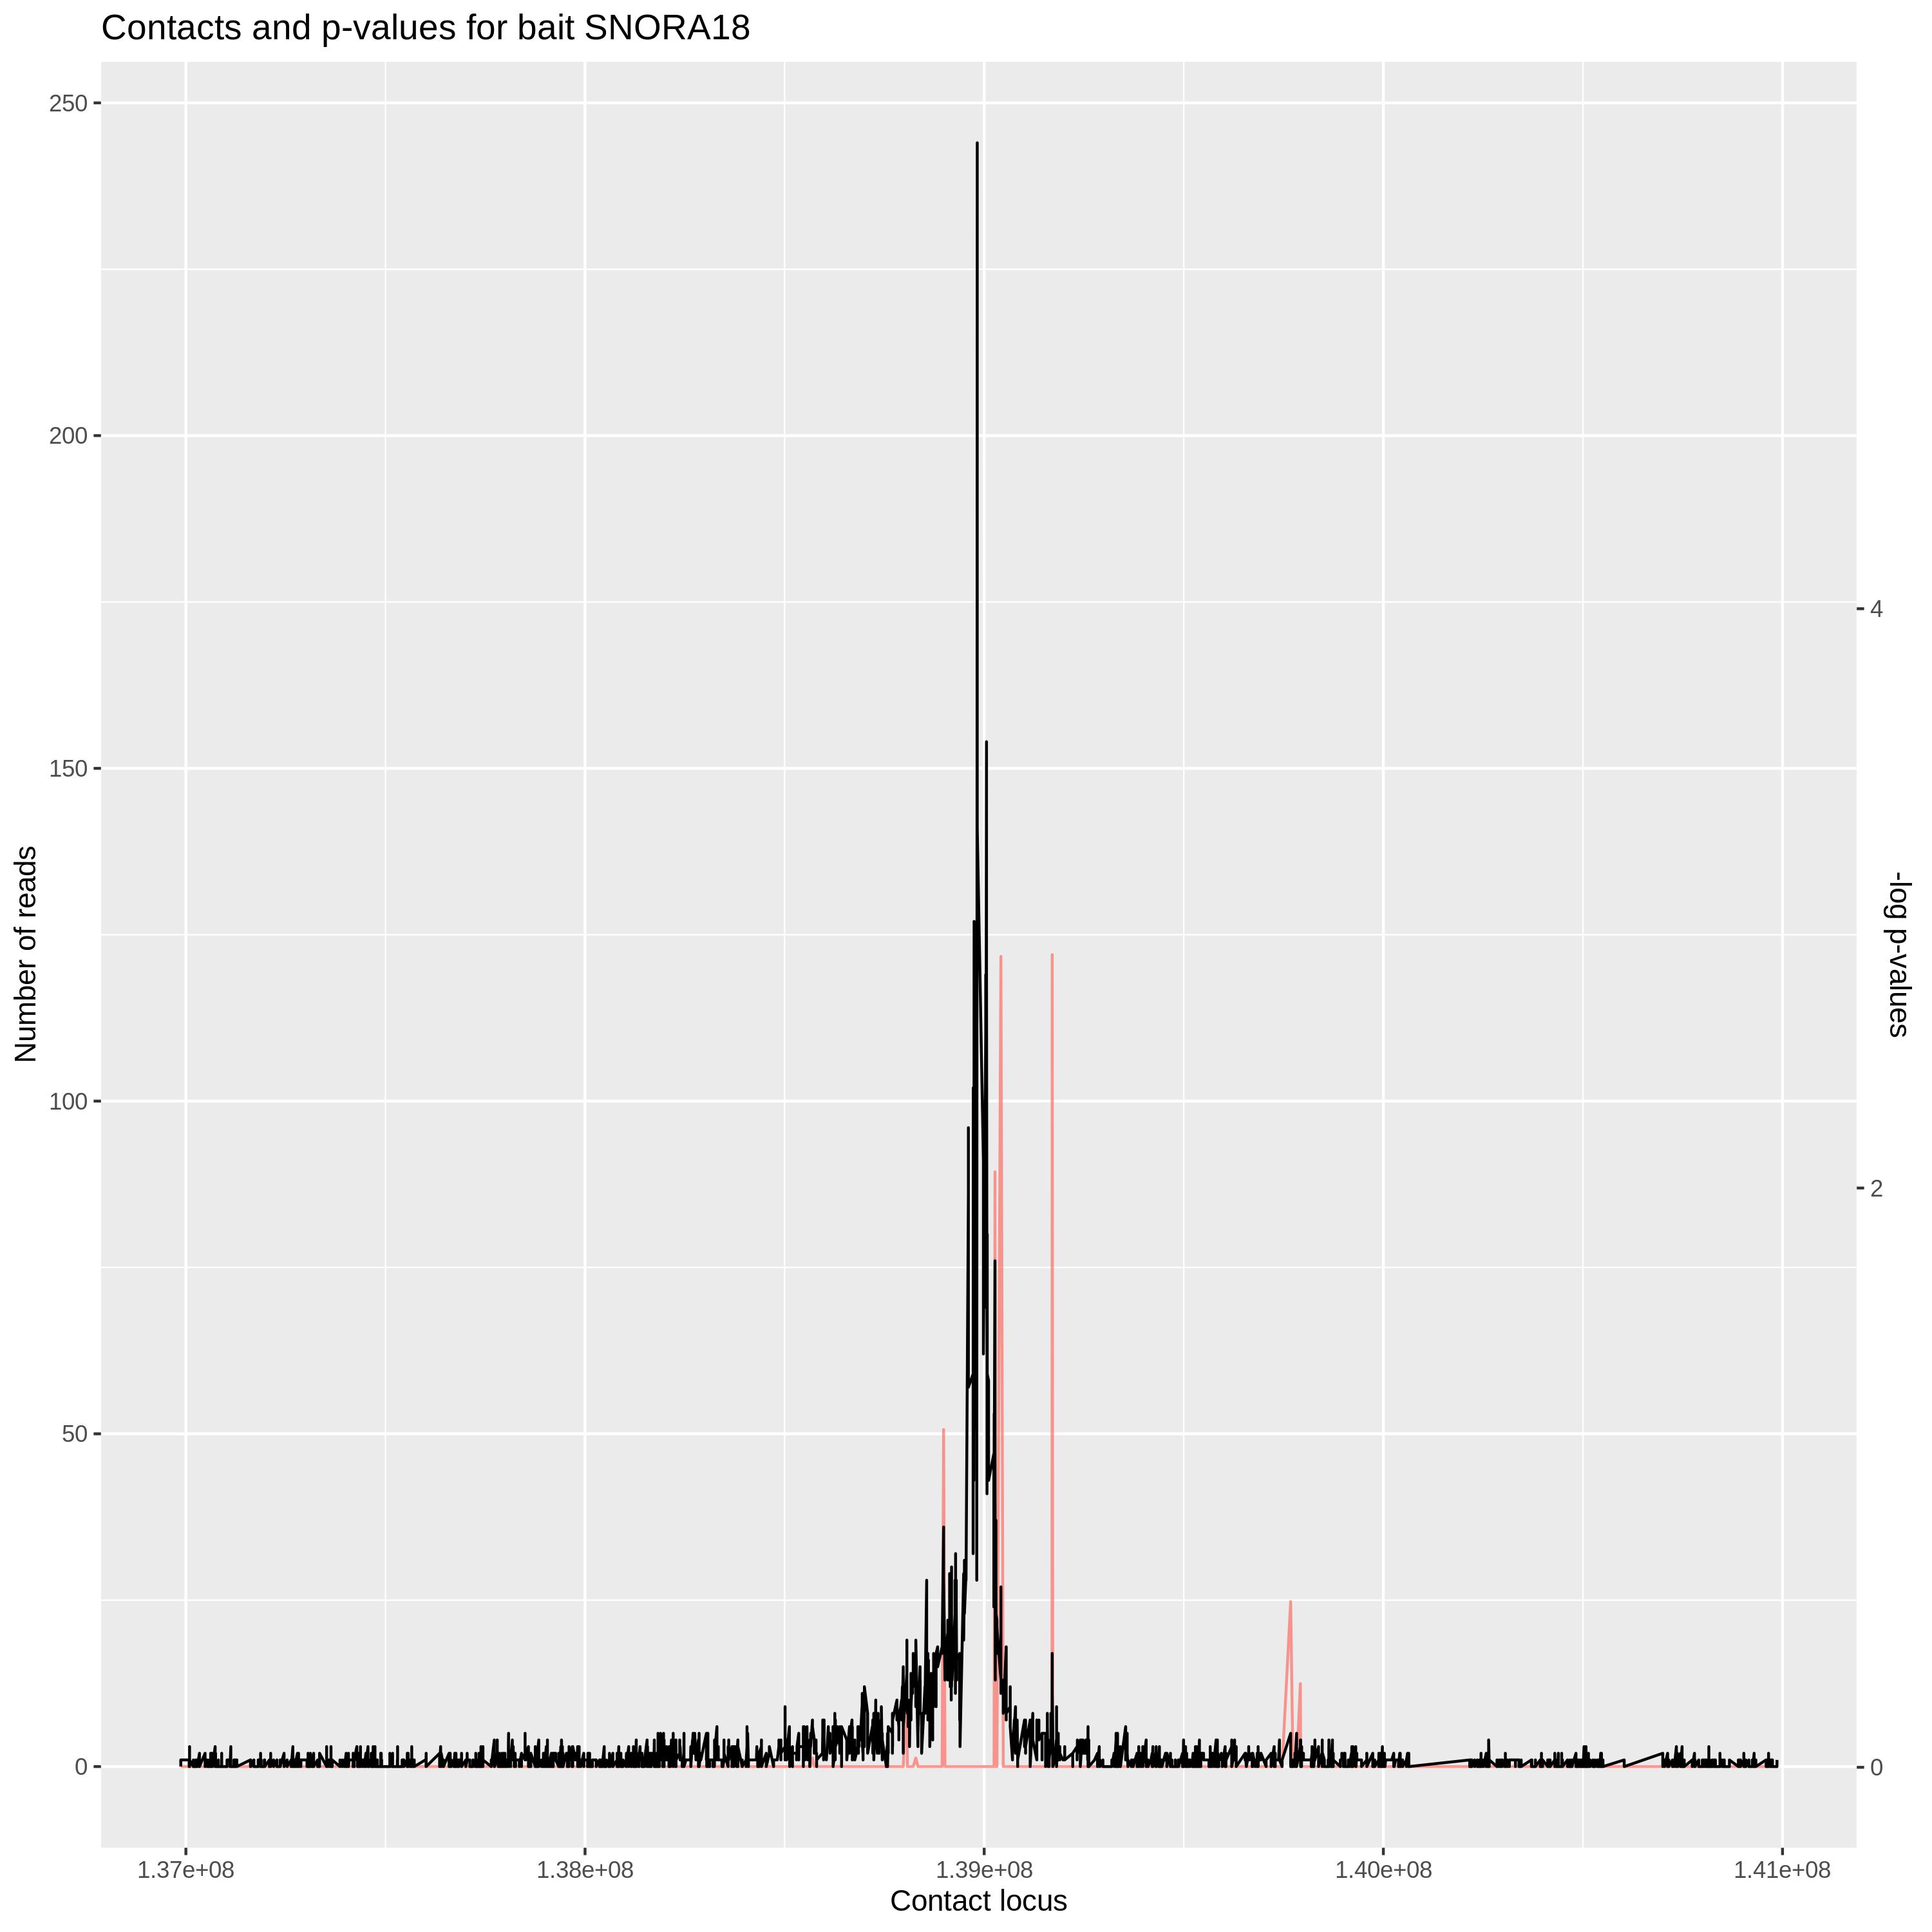 Contacts and p-values for bait SNORA18
250
200
150
100
50
0
Number of reads
4
2
0
-log p-values
1.37e+08
1.38e+08
1.39e+08
1.40e+08
1.41e+08
Contact locus